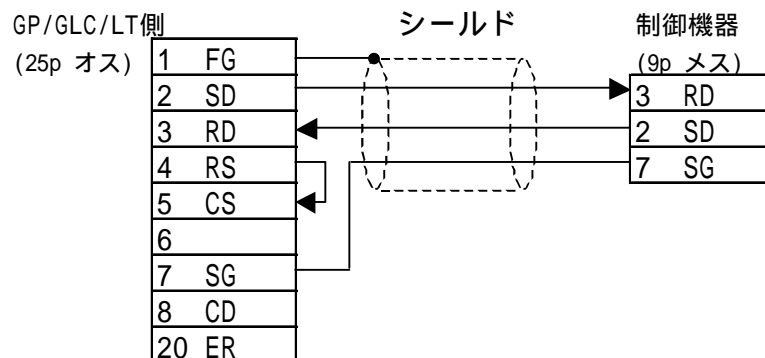 GP/GLC/LT側
(25p オス)
1 FG
2 SD
3 RD
4 RS
5 CS
6
7 SG
8 CD
20 ER
シールド
制御機器
(9p メス)
3 RD
2 SD
7 SG